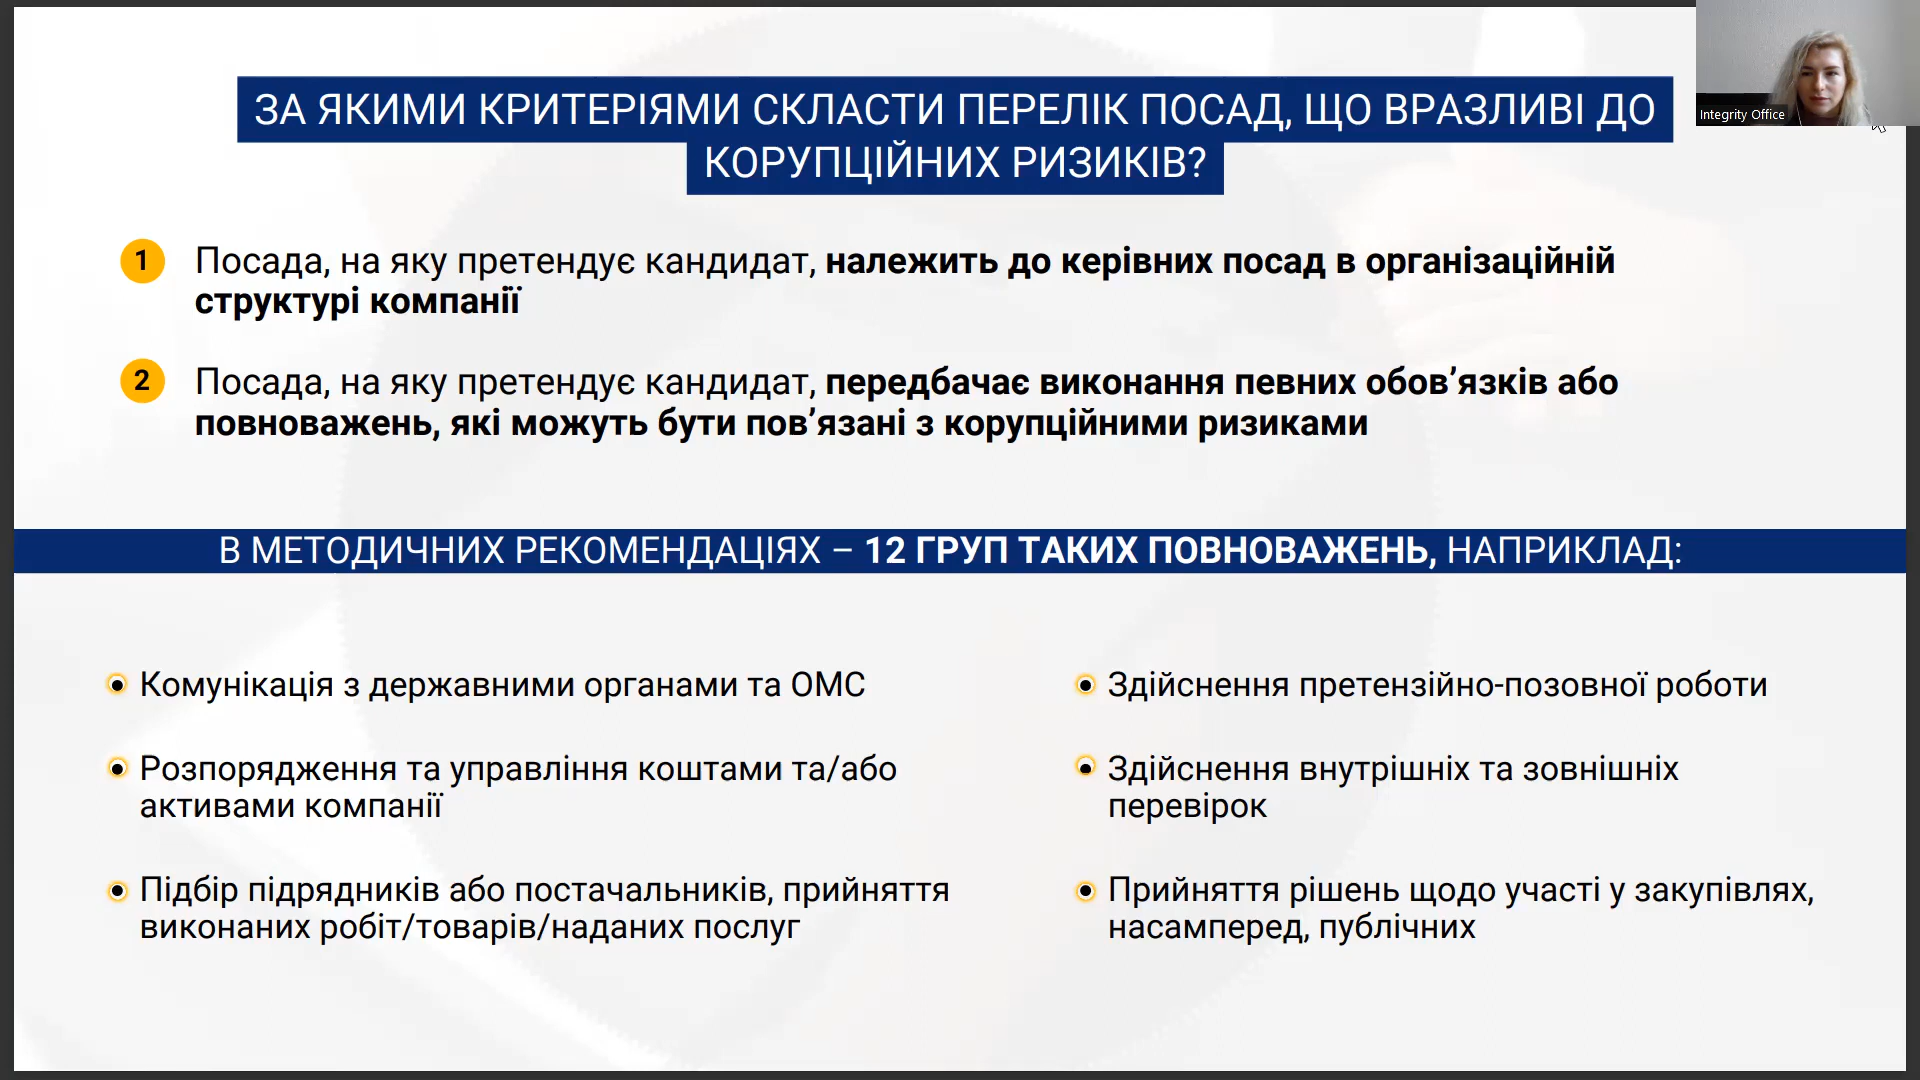 ЗА ЯКИМИ КРИТЕРІЯМИ СКЛАСТИ ПЕРЕЛІК ПОСАД, ЩО ВРАЗЛИВІ ДО
КОРУПЦІЙНИХ РИЗИКІВ?
Integrity Office
1 Посада, на яку претендує кандидат, належить до керівних посад в організаційній
структурі компанії
2 Посада, на яку претендує кандидат, передбачає виконання певних обов’язків або
повноважень, які можуть бути пов’язані з корупційними ризиками
В МЕТОДИЧНИХ РЕКОМЕНДАЦІЯХ – 12 ГРУП ТАКИХ ПОВНОВАЖЕНЬ, НАПРИКЛАД:
Комунікація з державними органами та ОМС
Розпорядження та управління коштами та/або
активами компанії
Підбір підрядників або постачальників, прийняття
виконаних робіт/товарів/наданих послуг
Здійснення претензійно-позовної роботи
Здійснення внутрішніх та зовнішніх
перевірок
Прийняття рішень щодо участі у закупівлях,
насамперед, публічних